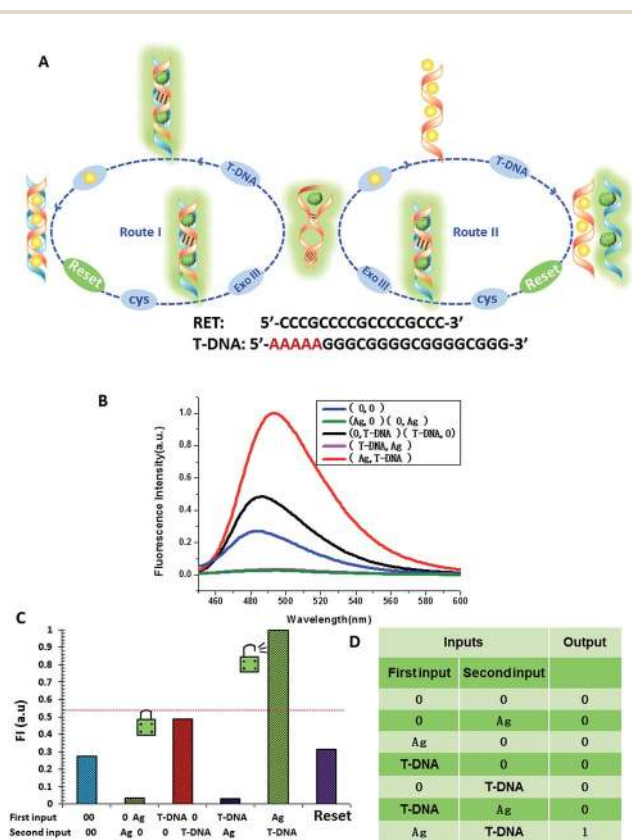 A
T-DNA
T-DNA
Route I
Route II
Reset
cys
Exo III
Exo III
cys
Reset
RET: 5’-CCCGCCCCGCCCCGCCC-3’
T-DNA: 5’-AAAAAGGGCGGGGCGGGGCGGG-3’
B
Fluorescence Intensity(a.u.)
1.0
0.8
0.6
0.4
0.2
0.0
( 0,0 )
(Ag,0 )( 0,Ag )
(0,T-DNA )( T-DNA,0)
( T-DNA,Ag )
( Ag,T-DNA )
450 480 500 520 540 560 580 600
Wavelength(nm)
C
FI (a.u)
1
0.9
0.8
0.7
0.6
0.5
0.4
0.3
0.2
0.1
0
First input 00 0 Ag T-DNA 0 T-DNA Ag Reset
Second input 00 Ag 0 0 T-DNA Ag T-DNA
D
Inputs Output
First input Second input
0 0 0
0 Ag 0
Ag 0 0
T-DNA 0 0
0 T-DNA 0
T-DNA Ag 0
Ag T-DNA 1